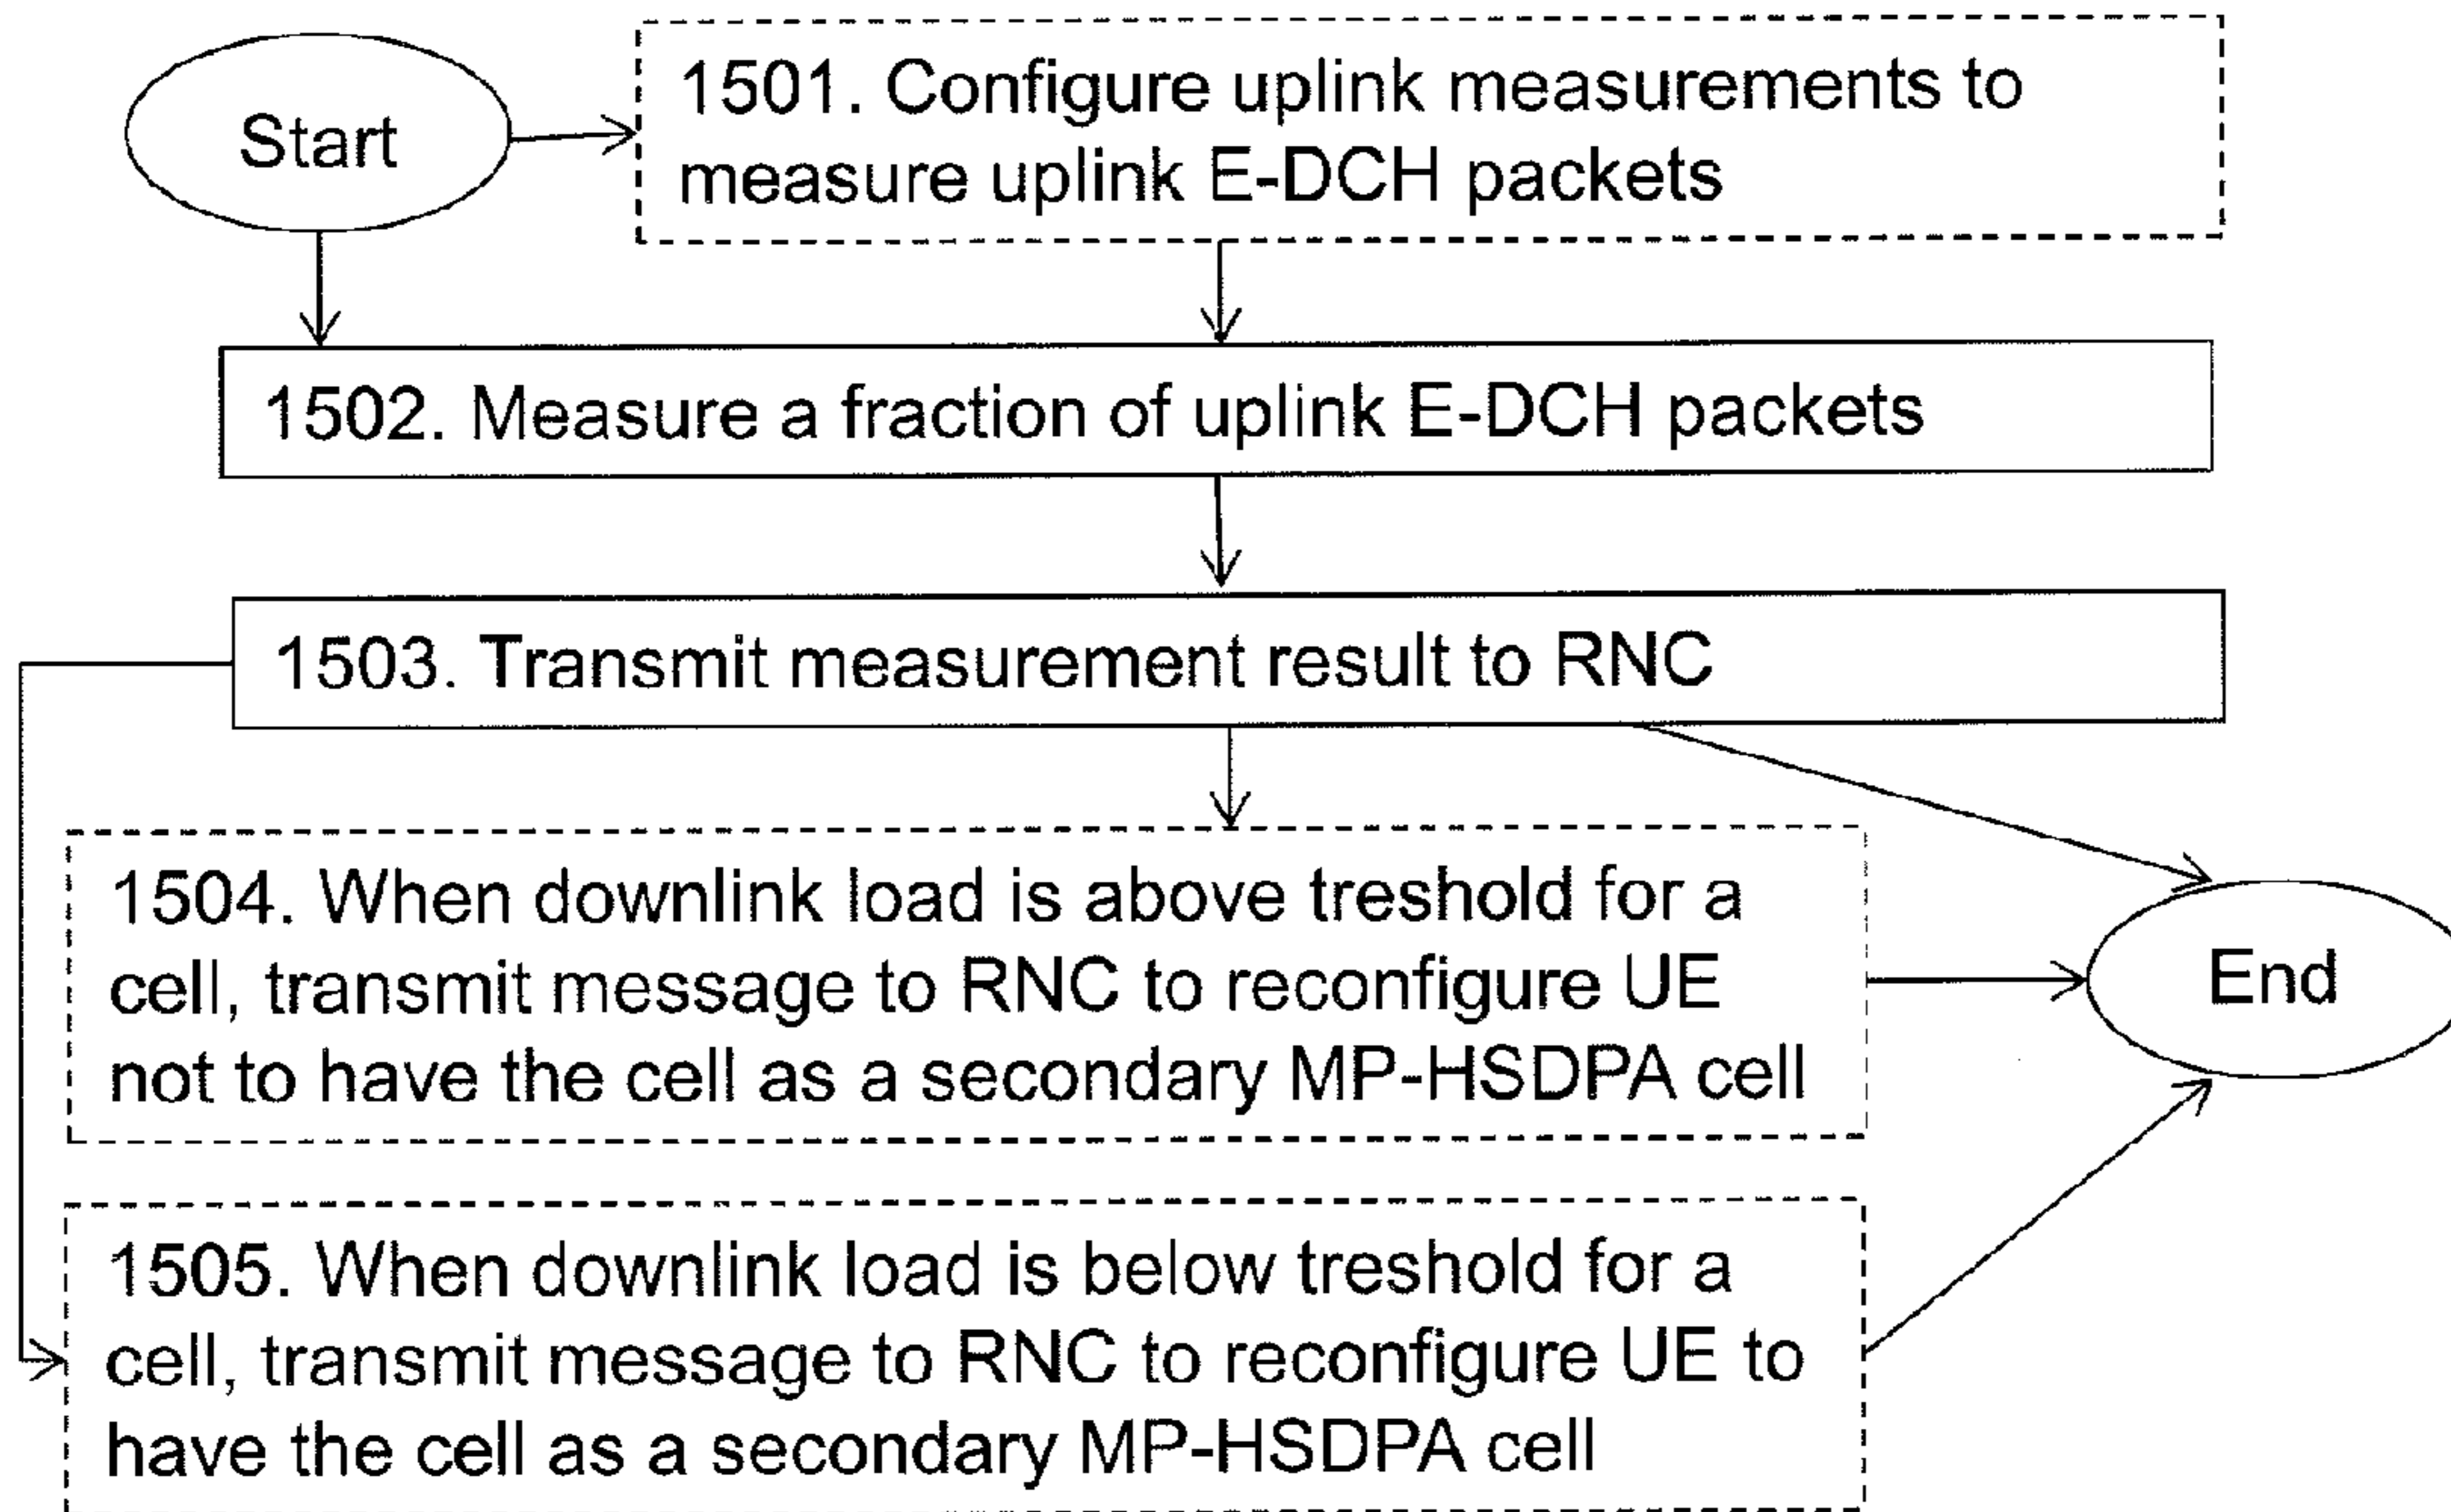 Start
1501. Configure uplink measurements to
measure uplink E-DCH packets
1502. Measure a fraction of uplink E-DCH packets
1503. Transmit measurement result to RNC
1504. When downlink load is above treshold for a
cell, transmit message to RNC to reconfigure UE
not to have the cell as a secondary MP-HSDPA cell
End
1505. When downlink load is below treshold for a
cell, transmit message to RNC to reconfigure UE to
have the cell as a secondary MP-HSDPA cell